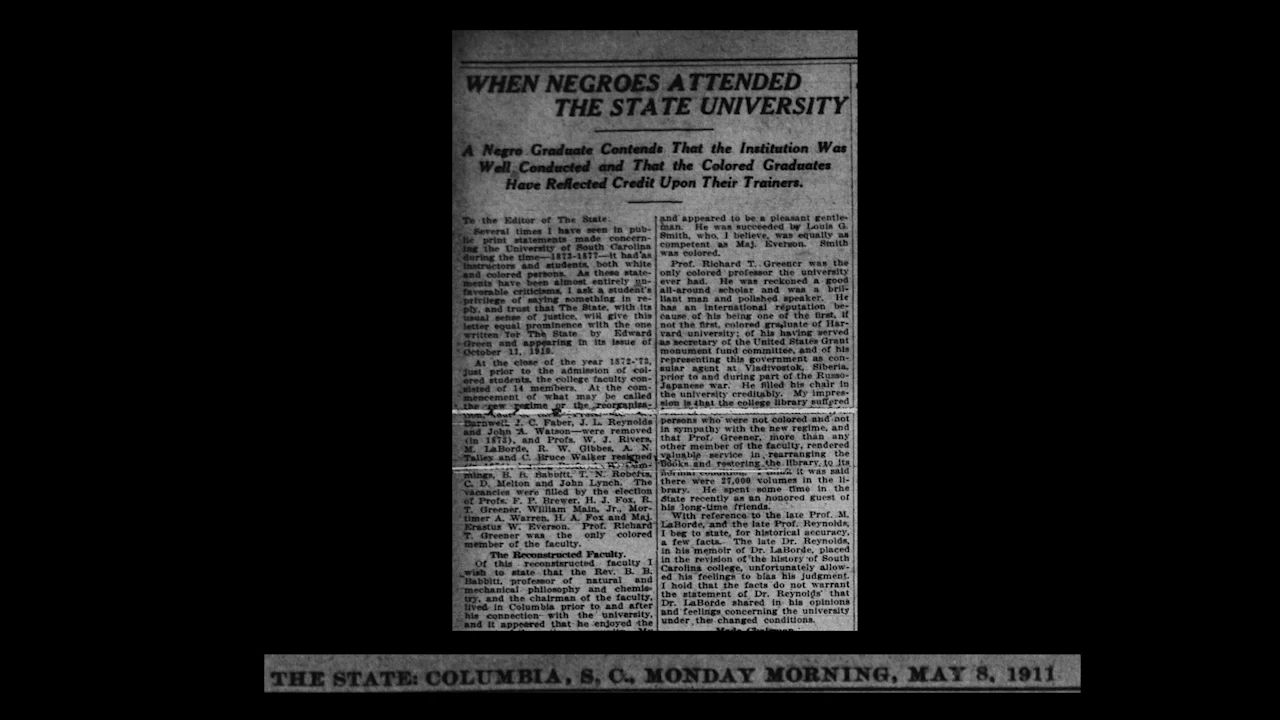 WHEN NEGROES ATTENDED
THE STATE UNIVERSITY
A Negro Graduate Contends That the Institution Was
Well Conducted and That the Colored Graduates
Have Reflected Credit Upon Their Trainers.
To the Editor of The State:
Several times I have seen in pub-
lic print statements made concern-
ing the University of South Carolina
during the time—1873-1877—it had as
instructors and students, both white
and colored persons. As these state-
ments have been almost entirely un-
favorable criticisms, I ask a student's
privilege of saying something in re-
ply, and trust that The State, with its
usual sense of justice, will give this
letter equal prominence with the one
written for The State by Edward
Green and appearing in its issue of
October 11, 1910.
At the close of the year 1872-'73,
just prior to the admission of col-
ored students, the college faculty con-
sisted of 14 members. At the com-
mencement of what may be called
the new regime or the reorganiza-
Barnwell, J. C. Faber, J. L. Reynolds
and John A. Watson—were removed
(in 1873), and Profs. W. J. Rivers,
M. LaBorde, R. W. Gibbes, A. N.
Talley and C. Bruce Walker resigned
mings, B. B. Babbitt, T. N. Roberts,
C. D. Melton and John Lynch. The
vacancies were filled by the election
of Profs. F. P. Brewer, H. J. Fox, R.
T. Greener, William Main, Jr., Mor-
timer A. Warren, H. A. Fox and Maj.
Erastus W. Everson. Prof. Richard
T. Greener was the only colored
member of the faculty.
The Reconstructed Faculty.
Of this reconstructed faculty I
wish to state that the Rev. B. B.
Babbitt, professor of natural and
mechanical philosophy and chemis-
try, and the chairman of the faculty,
lived in Columbia prior to and after
his connection with the university,
and it appeared that he enjoyed the
and appeared to be a pleasant gentle-
man. He was succeeded by Louis G.
Smith, who, I believe, was equally as
competent as Maj. Everson. Smith
was colored.
Prof. Richard T. Greener was the
only colored professor the university
ever had. He was reckoned a good
all-around scholar and was a bril-
liant man and polished speaker. He
has an international reputation be-
cause of his being one of the first, if
not the first, colored graduate of Har-
vard university; of his having served
as secretary of the United States Grant
monument fund committee, and of his
representing this government as con-
sular agent at Vladivostok, Siberia,
prior to and during part of the Russo-
Japanese war. He filled his chair in
the university creditably. My impres-
sion is that the college library suffered
persons who were not colored and not
in sympathy with the new regime, and
that Prof. Greener, more than any
other member of the faculty, rendered
valuable service in rearranging the
books and restoring the library to its
normal condition. I think it was said
there were 27,000 volumes in the li-
brary. He spent some time in the
State recently as an honored guest of
his long-time friends.
With reference to the late Prof. M.
LaBorde, and the late Prof. Reynolds,
I beg to state, for historical accuracy,
a few facts. The late Dr. Reynolds,
in his memoir of Dr. LaBorde, placed
in the revision of the history of South
Carolina college, unfortunately allow-
ed his feelings to bias his judgment.
I hold that the facts do not warrant
the statement of Dr. Reynolds' that
Dr. LaBorde shared in his opinions
and feelings concerning the university
under the changed conditions.
THE STATE: COLUMBIA, S. C., MONDAY MORNING, MAY 8, 1911